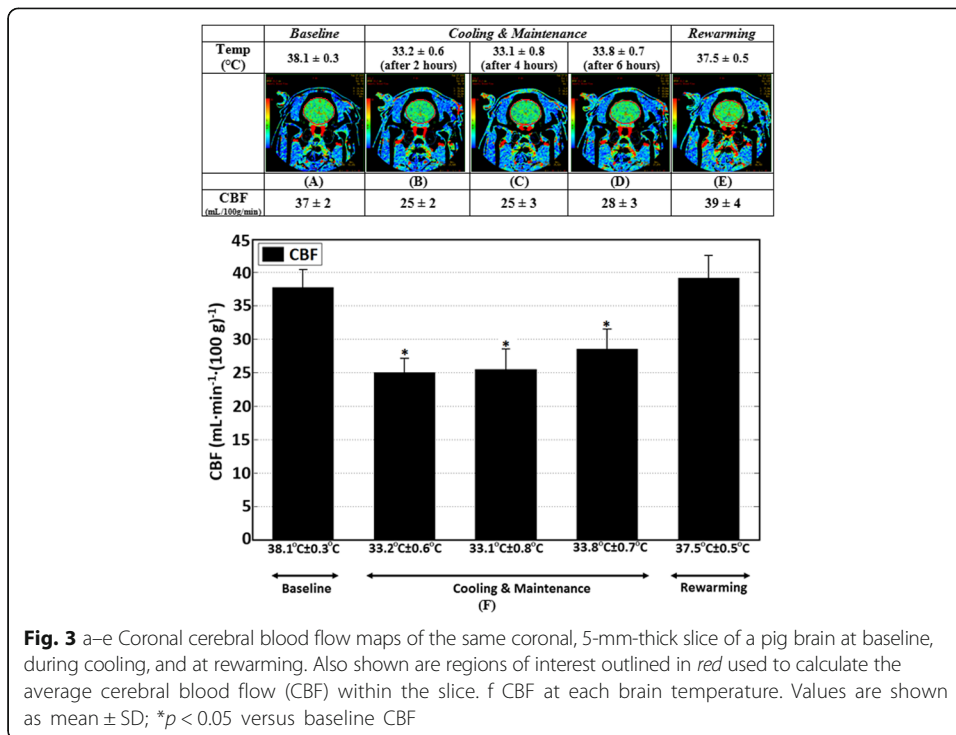 Baseline Cooling & Maintenance Rewarming
Temp (°C) 38.1 ± 0.3 33.2 ± 0.6 (after 2 hours) 33.1 ± 0.8 (after 4 hours) 33.8 ± 0.7 (after 6 hours) 37.5 ± 0.5
(A) (B) (C) (D) (E)
CBF (mL/100g/min) 37 ± 2 25 ± 2 25 ± 3 28 ± 3 39 ± 4
CBF
CBF (mL·min⁻¹·(100 g)⁻¹
45
40
35
30
25
20
15
10
5
0
* * *
38.1°C±0.3°C 33.2°C±0.6°C 33.1°C±0.8°C 33.8°C±0.7°C 37.5°C±0.5°C
Baseline Cooling & Maintenance Rewarming
(F)
Fig. 3 a–e Coronal cerebral blood flow maps of the same coronal, 5-mm-thick slice of a pig brain at baseline,
during cooling, and at rewarming. Also shown are regions of interest outlined in red used to calculate the
average cerebral blood flow (CBF) within the slice. f CBF at each brain temperature. Values are shown
as mean ± SD; *p < 0.05 versus baseline CBF